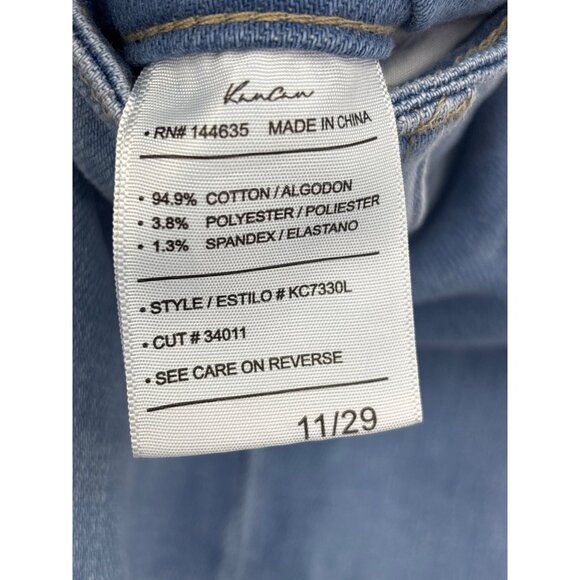 KanCan
• RN# 144635 MADE IN CHINA
• 94.9% COTTON / ALGODON
• 3.8% POLYESTER / POLIESTER
• 1.3% SPANDEX / ELASTANO
• STYLE / ESTILO # KC7330L
• CUT # 34011
• SEE CARE ON REVERSE
11/29